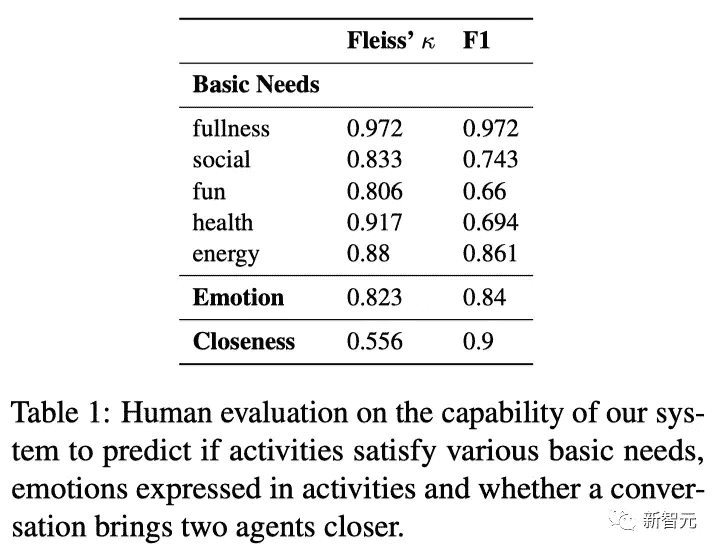 Fleiss’ κ F1
Basic Needs
fullness 0.972 0.972
social 0.833 0.743
fun 0.806 0.66
health 0.917 0.694
energy 0.88 0.861
Emotion 0.823 0.84
Closeness 0.556 0.9
Table 1: Human evaluation on the capability of our sys-
tem to predict if activities satisfy various basic needs,
emotions expressed in activities and whether a conver-
sation brings two agents closer.
新智元